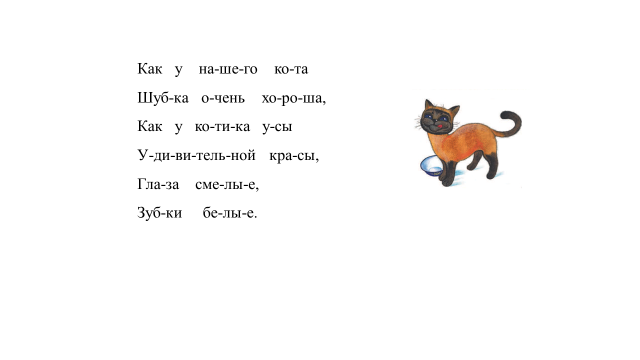 Как у на-ше-го ко-та
Шуб-ка о-чень хо-ро-ша,
Как у ко-ти-ка у-сы
У-ди-ви-тель-ной кра-сы,
Гла-за сме-лы-е,
Зуб-ки бе-лы-е.